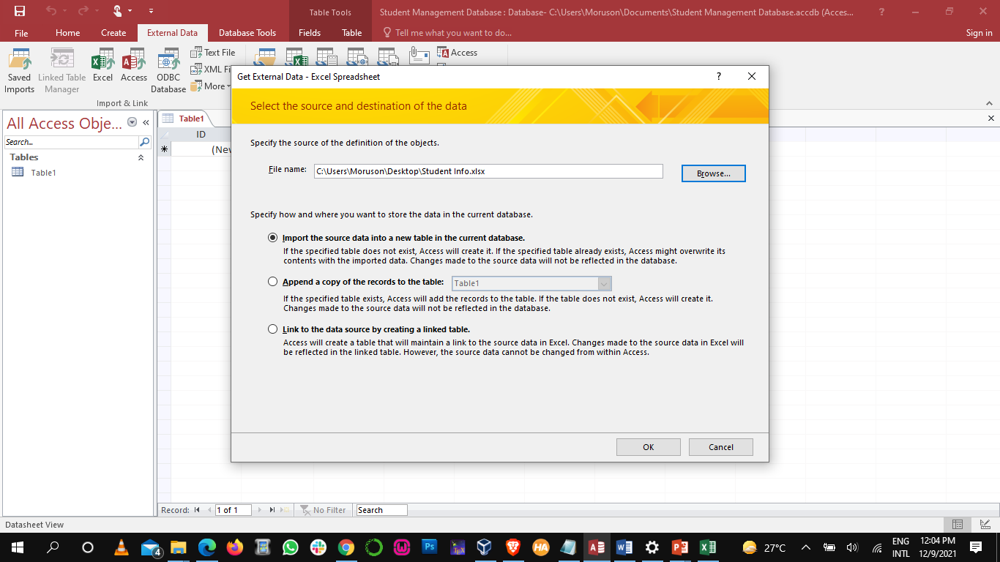 Table Tools
Student Management Database : Database- C:\Users\Moruson\Documents\Student Management Database.accdb (Acces...
?
File
Home
Create
External Data
Database Tools
Fields
Table
Tell me what you want to do...
Sign in
Saved Imports
Linked Table Manager
Excel
Access
ODBC Database
Text File
XML Fi
More
Access
Import & Link
Get External Data - Excel Spreadsheet
?
Select the source and destination of the data
Specify the source of the definition of the objects.
File name:
C:\Users\Moruson\Desktop\Student Info.xlsx
Browse...
Specify how and where you want to store the data in the current database.
Import the source data into a new table in the current database.
If the specified table does not exist, Access will create it. If the specified table already exists, Access might overwrite its
contents with the imported data. Changes made to the source data will not be reflected in the database.
Append a copy of the records to the table:
Table1
If the specified table exists, Access will add the records to the table. If the table does not exist, Access will create it.
Changes made to the source data will not be reflected in the database.
Link to the data source by creating a linked table.
Access will create a table that will maintain a link to the source data in Excel. Changes made to the source data in Excel will
be reflected in the linked table. However, the source data cannot be changed from within Access.
OK
Cancel
All Access Obje...
Search...
Tables
Table1
Table1
ID
(New
Record:
1 of 1
No Filter
Search
Datasheet View
4
Ps
HA
27°C
ENG
INTL
12:04 PM
12/9/2021